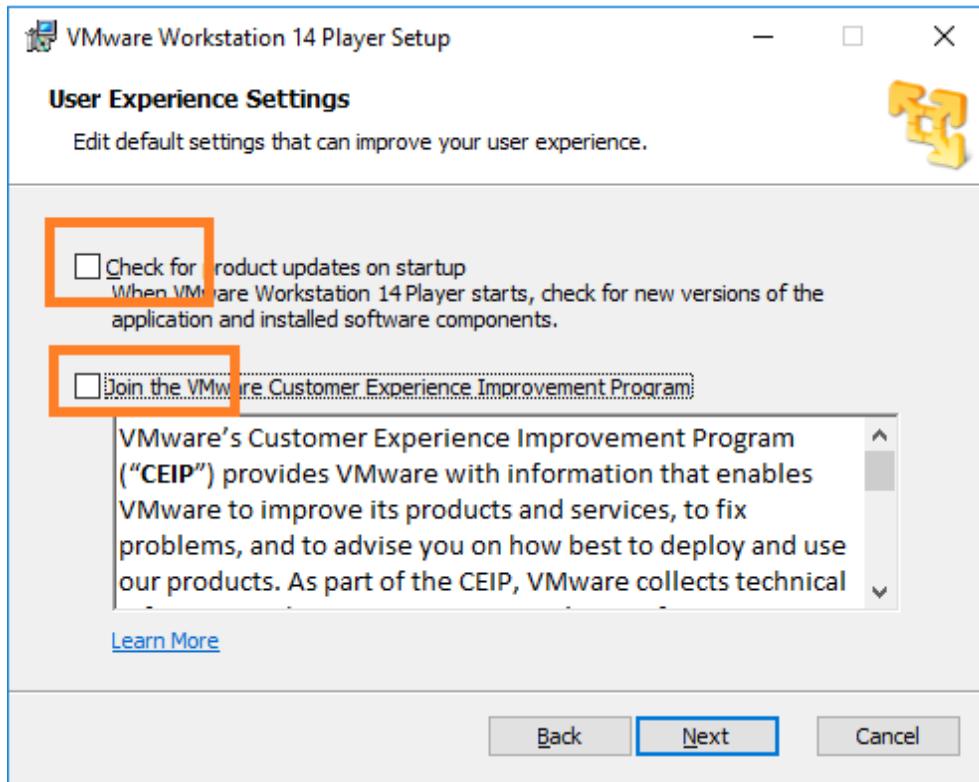 VMware Workstation 14 Player Setup
User Experience Settings
Edit default settings that can improve your user experience.
Check for product updates on startup
When VMware Workstation 14 Player starts, check for new versions of the
application and installed software components.
Join the VMware Customer Experience Improvement Program
VMware’s Customer Experience Improvement Program
(“CEIP”) provides VMware with information that enables
VMware to improve its products and services, to fix
problems, and to advise you on how best to deploy and use
our products. As part of the CEIP, VMware collects technical
Learn More
Back
Next
Cancel